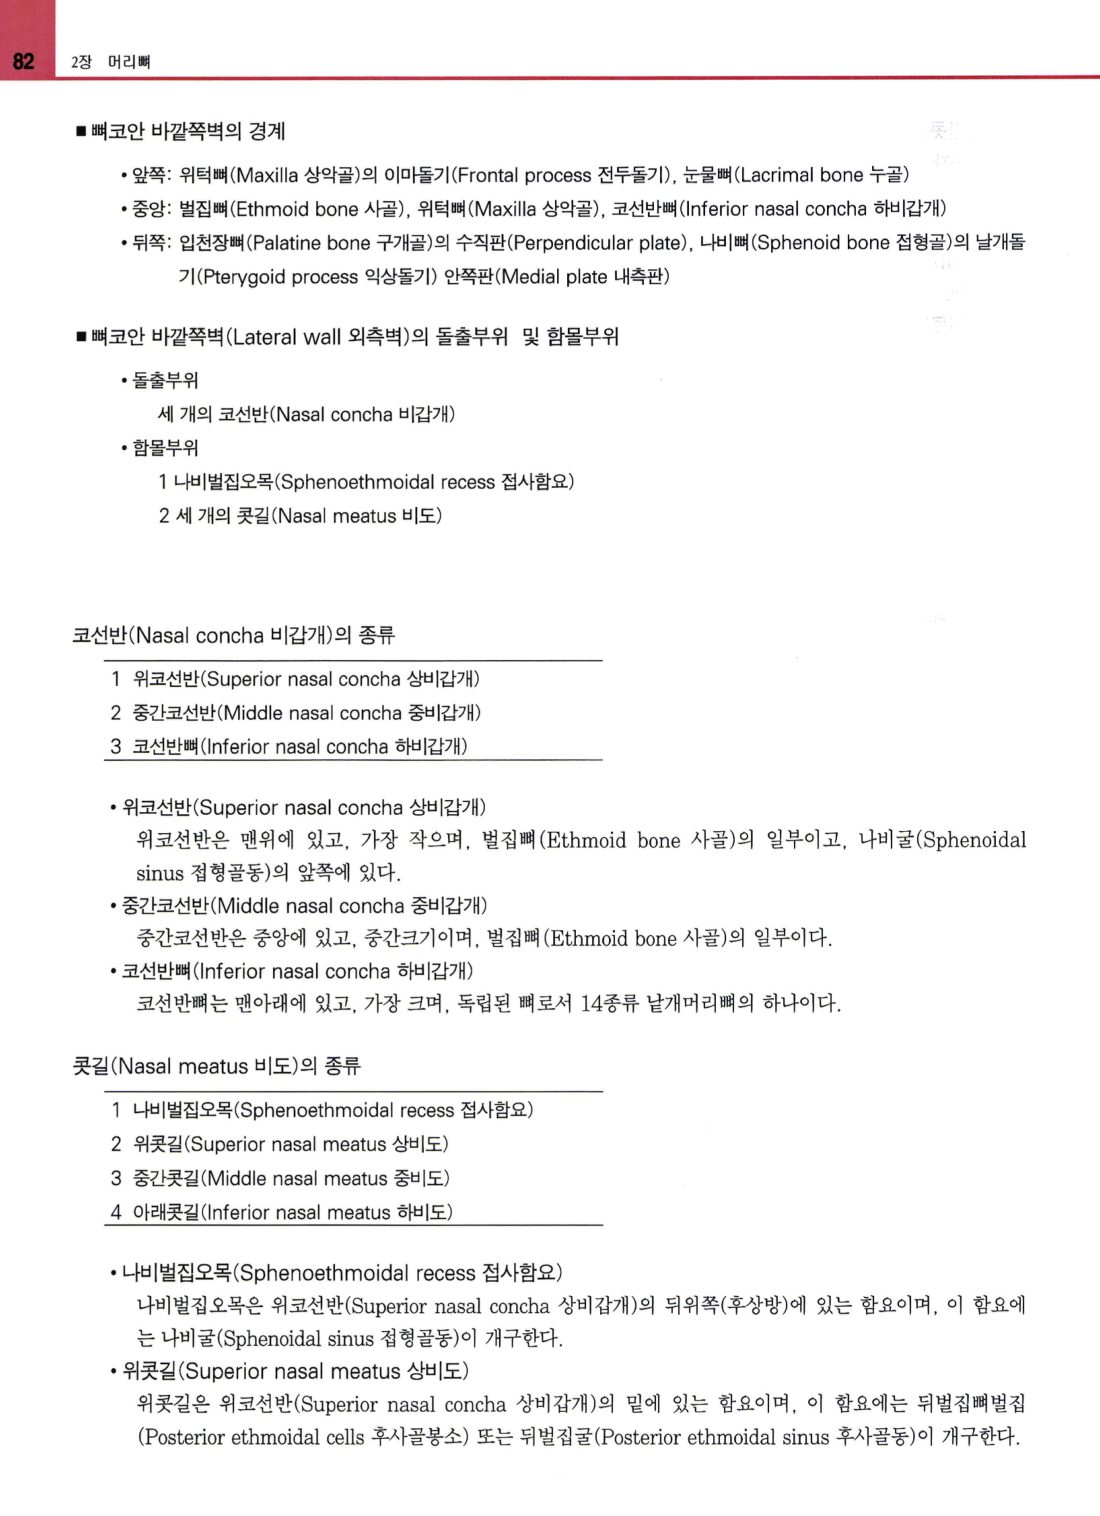 82
2장 머리뼈
■ 뼈코안 바깥쪽벽의 경계
• 앞쪽: 위턱뼈(Maxilla 상악골)의 이마돌기(Frontal process 전두돌기), 눈물뼈(Lacrimal bone 누골)
• 중앙: 벌집뼈(Ethmoid bone 사골), 위턱뼈(Maxilla 상악골), 코선반뼈(Inferior nasal concha 하비갑개)
• 뒤쪽: 입천장뼈(Palatine bone 구개골)의 수직판(Perpendicular plate), 나비뼈(Sphenoid bone 접형골)의 날개돌
기(Pterygoid process 익상돌기) 안쪽판(Medial plate 내측판)
■ 뼈코안 바깥쪽벽(Lateral wall 외측벽)의 돌출부위 및 함몰부위
• 돌출부위
세 개의 코선반(Nasal concha 비갑개)
• 함몰부위
1 나비벌집오목(Sphenoethmoidal recess 접사함요)
2 세 개의 콧길(Nasal meatus 비도)
코선반(Nasal concha 비갑개)의 종류
1 위코선반(Superior nasal concha 상비갑개)
2 중간코선반(Middle nasal concha 중비갑개)
3 코선반뼈(Inferior nasal concha 하비갑개)
• 위코선반(Superior nasal concha 상비갑개)
위코선반은 맨위에 있고, 가장 작으며, 벌집뼈(Ethmoid bone 사골)의 일부이고, 나비굴(Sphenoidal
sinus 접형골동)의 앞쪽에 있다.
• 중간코선반(Middle nasal concha 중비갑개)
중간코선반은 중앙에 있고, 중간크기이며, 벌집뼈(Ethmoid bone 사골)의 일부이다.
• 코선반뼈(Inferior nasal concha 하비갑개)
코선반뼈는 맨아래에 있고, 가장 크며, 독립된 뼈로서 14종류 낱개머리뼈의 하나이다.
콧길(Nasal meatus 비도)의 종류
1 나비벌집오목(Sphenoethmoidal recess 접사함요)
2 위콧길(Superior nasal meatus 상비도)
3 중간콧길(Middle nasal meatus 중비도)
4 아래콧길(Inferior nasal meatus 하비도)
• 나비벌집오목(Sphenoethmoidal recess 접사함요)
나비벌집오목은 위코선반(Superior nasal concha 상비갑개)의 뒤위쪽(후상방)에 있는 함요이며, 이 함요에
는 나비굴(Sphenoidal sinus 접형골동)이 개구한다.
• 위콧길(Superior nasal meatus 상비도)
위콧길은 위코선반(Superior nasal concha 상비갑개)의 밑에 있는 함요이며, 이 함요에는 뒤벌집뼈벌집
(Posterior ethmoidal cells 후사골봉소) 또는 뒤벌집굴(Posterior ethmoidal sinus 후사골동)이 개구한다.